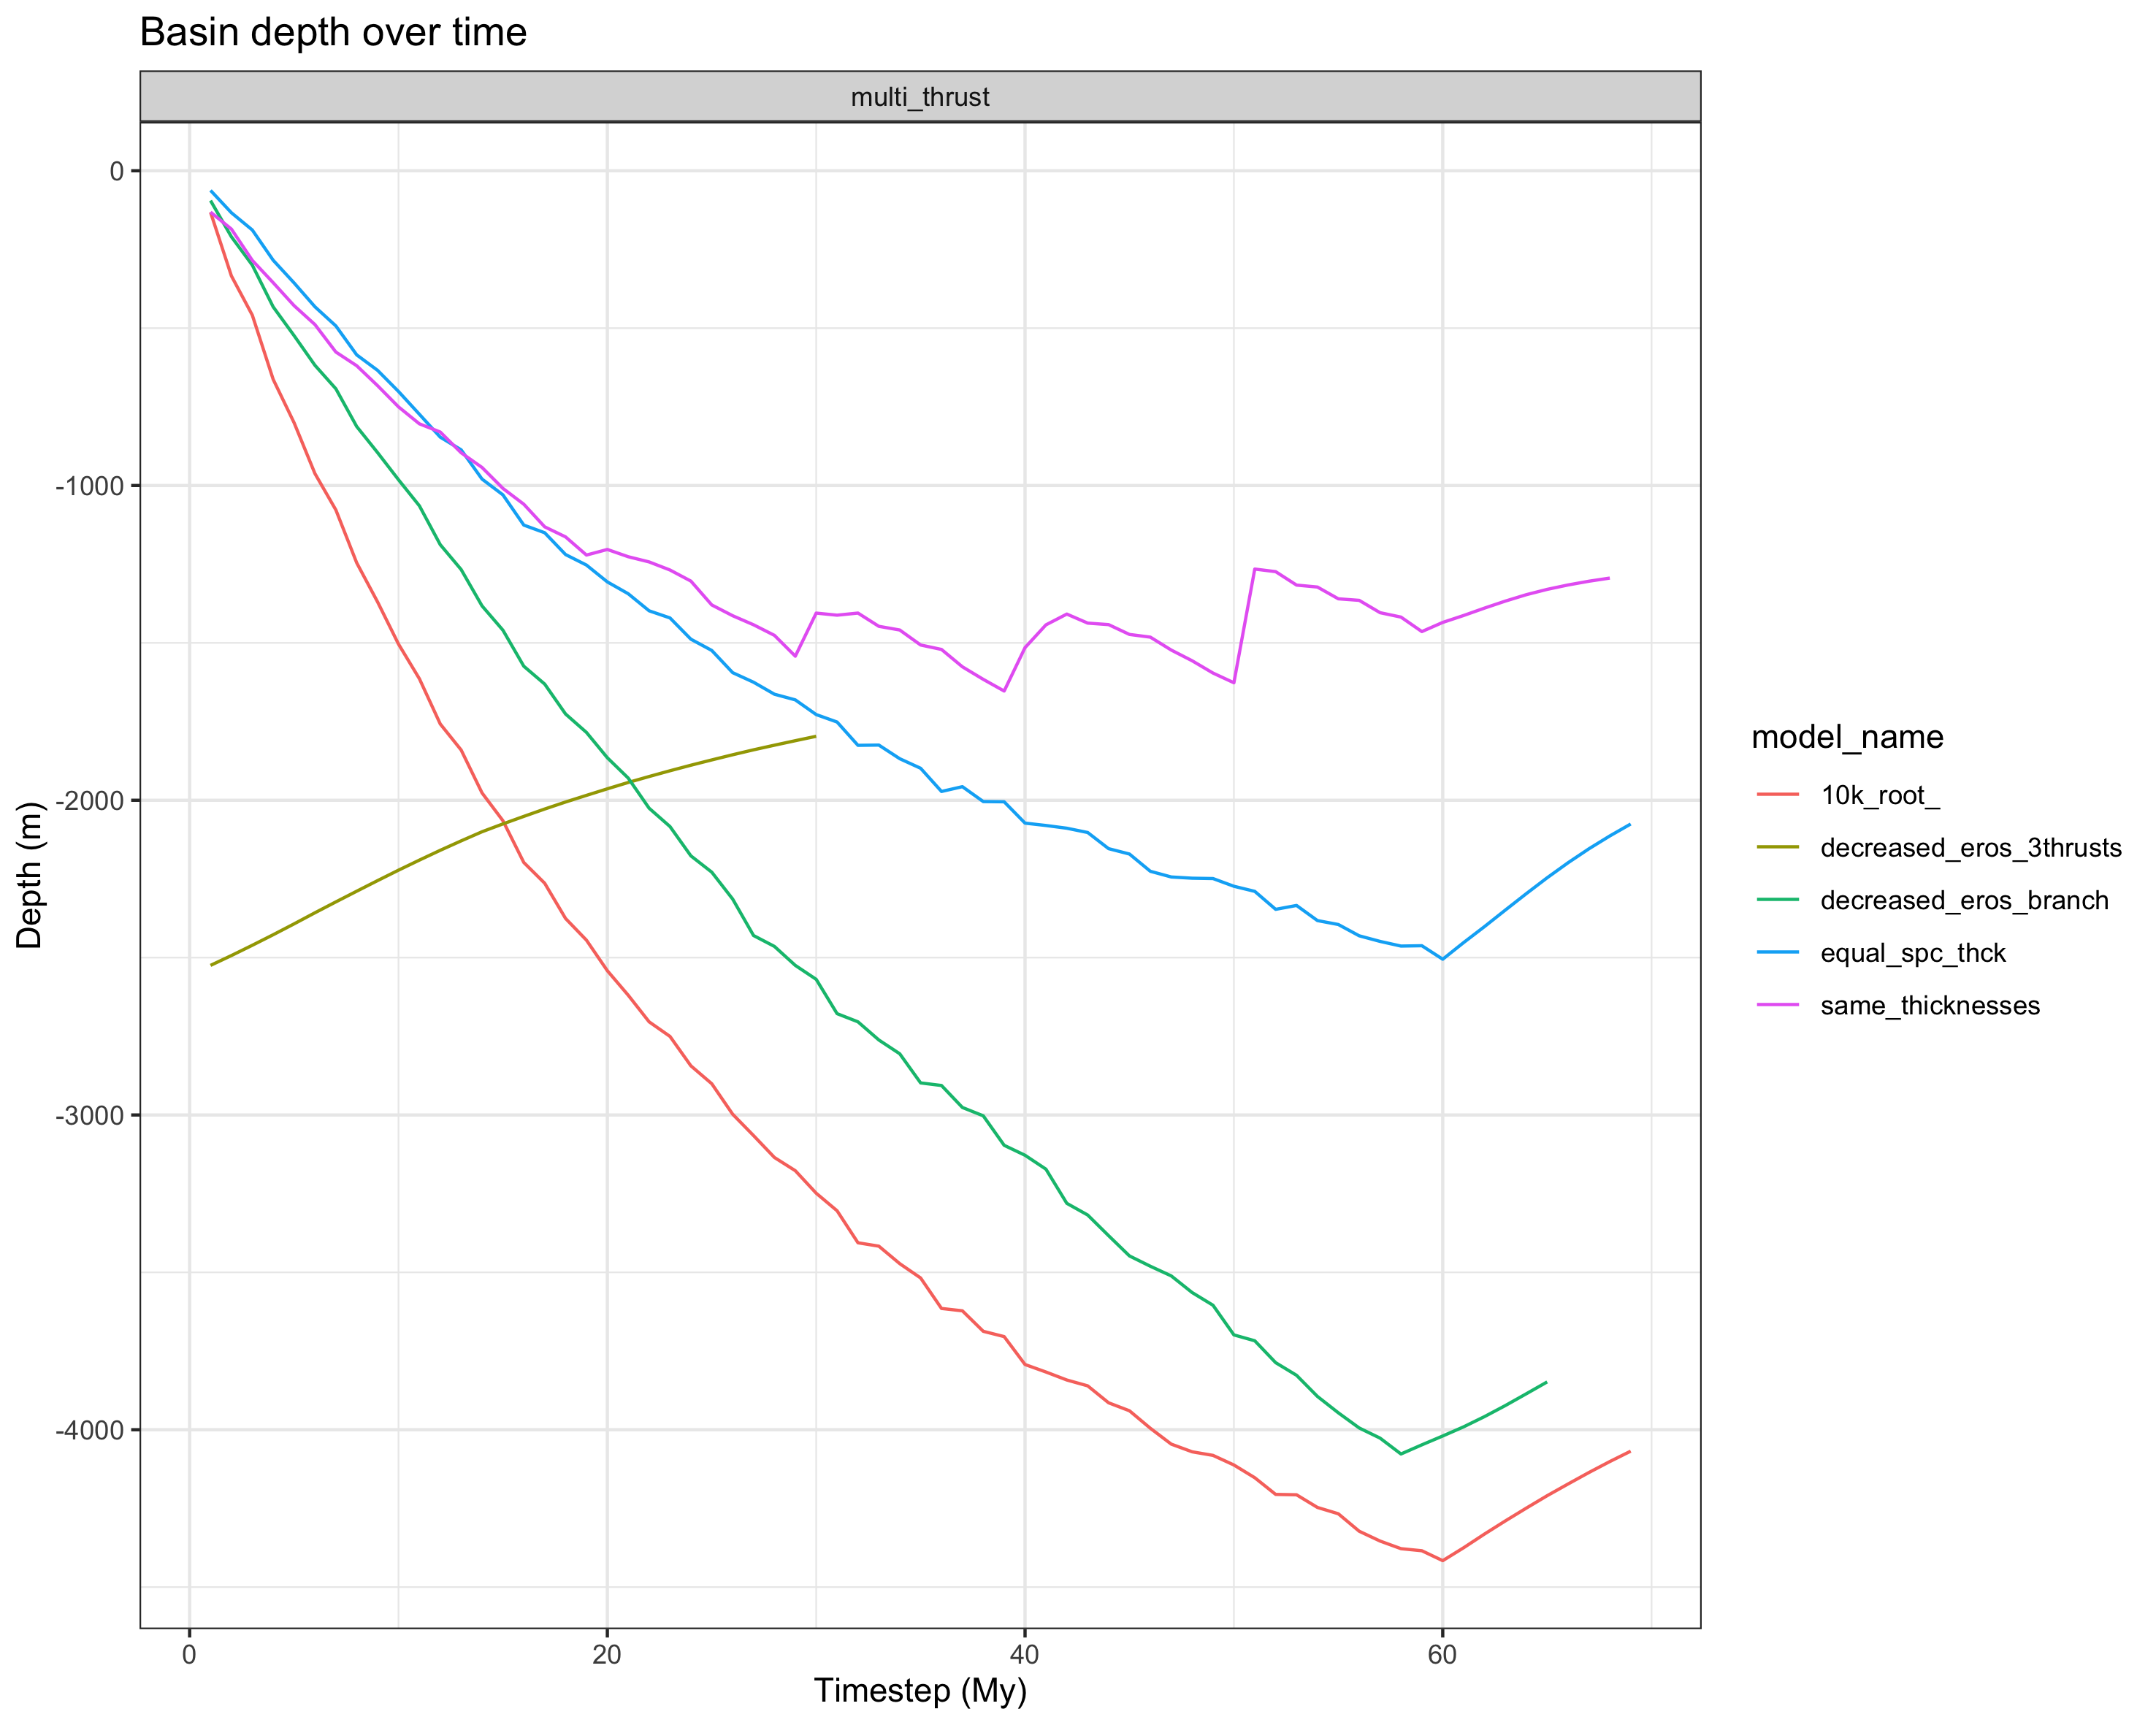 Basin depth over time
multi_thrust
0
-1000
-2000
-3000
-4000
Depth (m)
0
20
40
60
Timestep (My)
model_name
10k_root_
decreased_eros_3thrusts
decreased_eros_branch
equal_spc_thck
same_thicknesses